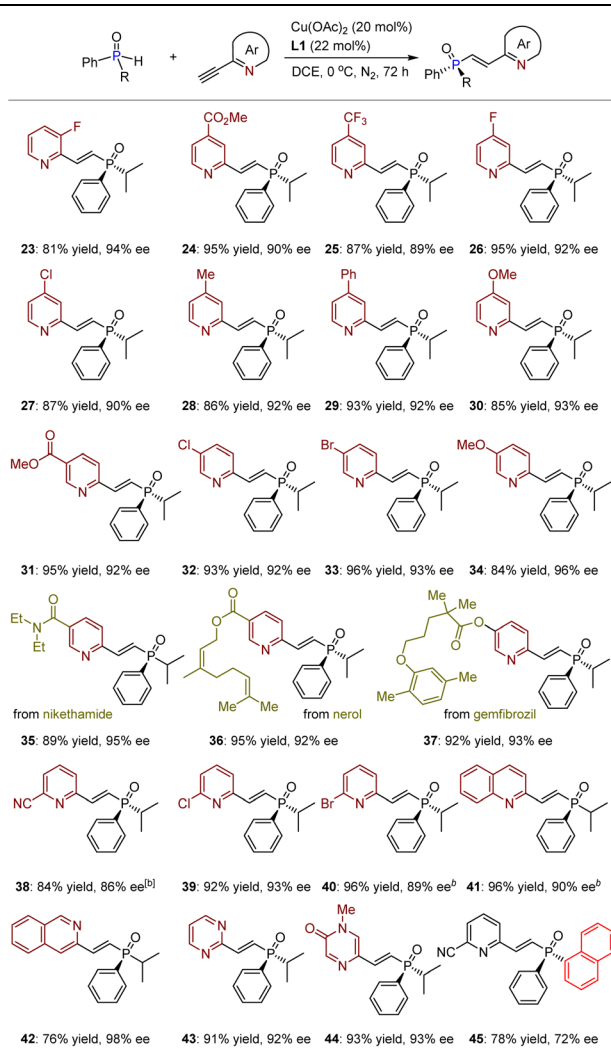 O
Ph P H
R
+
Ar
N
Cu(OAc)₂ (20 mol%)
L1 (22 mol%)
DCE, 0 °C, N₂, 72 h
O
Ph P
R
Ar
N
F
N
O
P
CO₂Me
N
O
P
CF₃
N
O
P
F
N
O
P
23: 81% yield, 94% ee
24: 95% yield, 90% ee
25: 87% yield, 89% ee
26: 95% yield, 92% ee
Cl
N
O
P
Me
N
O
P
Ph
N
O
P
OMe
N
O
P
27: 87% yield, 90% ee
28: 86% yield, 92% ee
29: 93% yield, 92% ee
30: 85% yield, 93% ee
O
MeO
N
O
P
Cl
N
O
P
Br
N
O
P
MeO
N
O
P
31: 95% yield, 92% ee
32: 93% yield, 92% ee
33: 96% yield, 93% ee
34: 84% yield, 96% ee
Et
N
O
Et
N
O
P
from nikethamide
O
O
N
O
P
Me
Me
from nerol
Me
Me
O
O
O
Me
Me
N
O
P
from gemfibrozil
35: 89% yield, 95% ee
36: 95% yield, 92% ee
37: 92% yield, 93% ee
NC
N
O
P
Cl
N
O
P
Br
N
O
P
N
O
P
38: 84% yield, 86% ee[b]
39: 92% yield, 93% ee
40: 96% yield, 89% eeᵇ
41: 96% yield, 90% eeᵇ
N
O
P
N
N
O
P
Me
N
O
N
O
P
NC
N
O
P
42: 76% yield, 98% ee
43: 91% yield, 92% ee
44: 93% yield, 93% ee
45: 78% yield, 72% ee